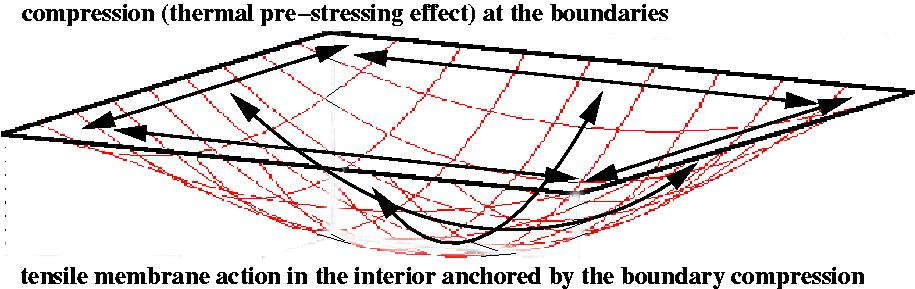 compression (thermal pre−stressing effect) at the boundaries
tensile membrane action in the interior anchored by the boundary compression